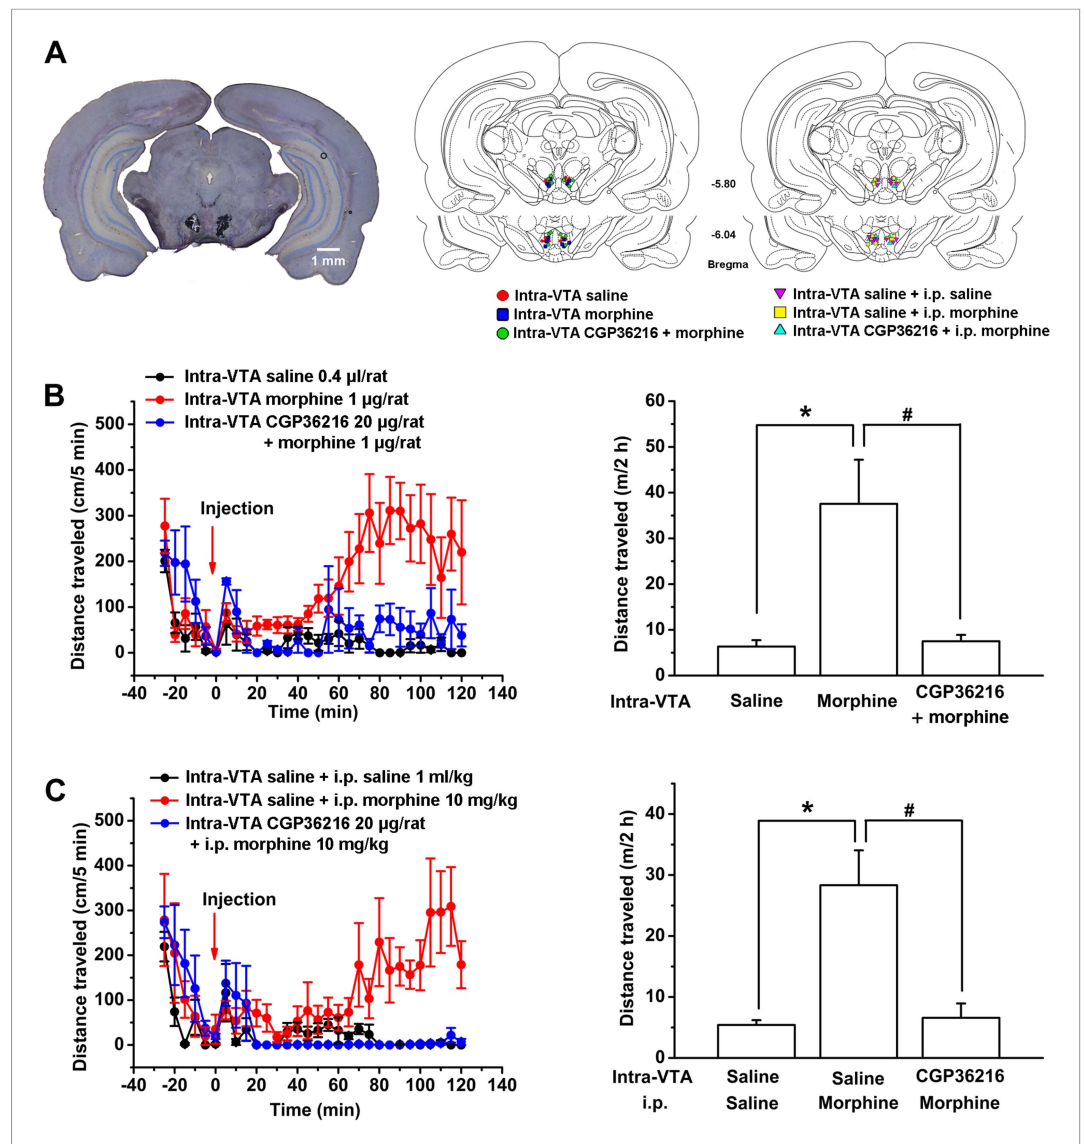 A
1 mm
-5.80
-6.04
Bregma
Intra-VTA saline
Intra-VTA morphine
Intra-VTA CGP36216 + morphine
Intra-VTA saline + i.p. saline
Intra-VTA saline + i.p. morphine
Intra-VTA CGP36216 + i.p. morphine
B
Intra-VTA saline 0.4 µl/rat
Intra-VTA morphine 1 µg/rat
Intra-VTA CGP36216 20 µg/rat
+ morphine 1 µg/rat
Distance traveled (cm/5 min)
500
400
300
200
100
0
Injection
-40 -20 0 20 40 60 80 100 120 140
Time (min)
Distance traveled (m/2 h)
60
50
40
30
20
10
0
* #
Intra-VTA Saline Morphine CGP36216
+ morphine
C
Intra-VTA saline + i.p. saline 1 ml/kg
Intra-VTA saline + i.p. morphine 10 mg/kg
Intra-VTA CGP36216 20 µg/rat
+ i.p. morphine 10 mg/kg
Distance traveled (cm/5 min)
500
400
300
200
100
0
Injection
-40 -20 0 20 40 60 80 100 120 140
Time (min)
Distance traveled (m/2 h)
40
30
20
10
0
* #
Intra-VTA Saline Saline CGP36216
i.p. Saline Morphine Morphine